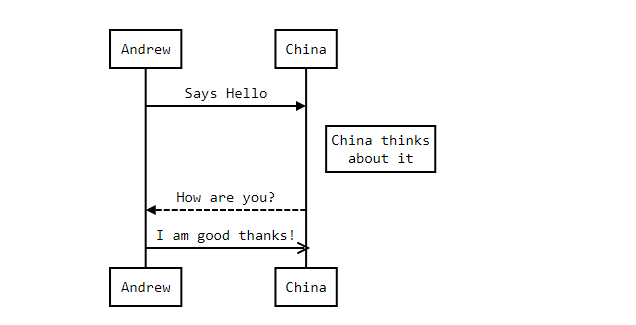 Andrew
China
Says Hello
China thinks
about it
How are you?
I am good thanks!
Andrew
China